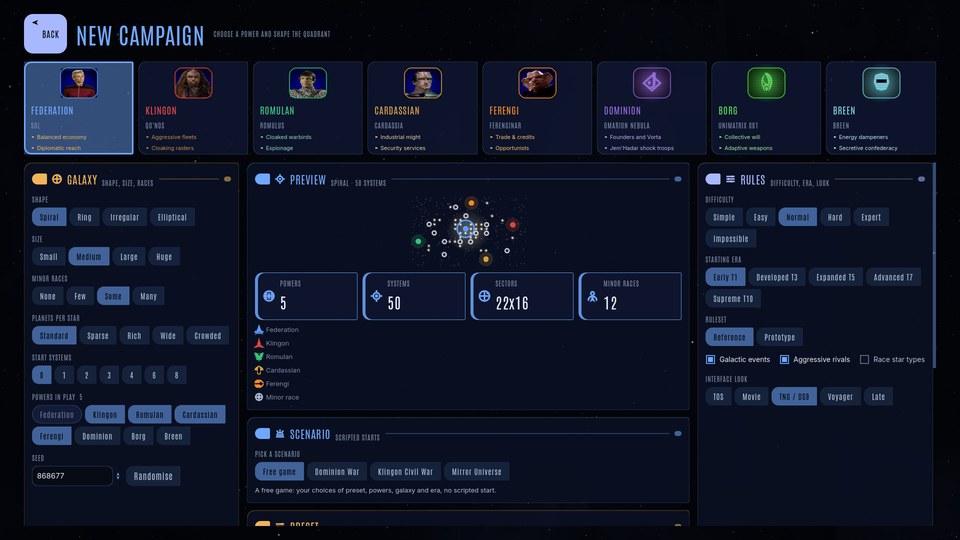 BACK
NEW CAMPAIGN
CHOOSE A POWER AND SHAPE THE QUADRANT
FEDERATION
SOL
Balanced economy
Diplomatic reach
KLINGON
QO'NOS
Aggressive fleets
Cloaking raiders
ROMULAN
ROMULUS
Cloaked warbirds
Espionage
CARDASSIAN
CARDASSIA
Industrial might
Security services
FERENGI
FERENGINAR
Trade & credits
Opportunists
DOMINION
OMARION NEBULA
Founders and Vorta
Jem'Hadar shock troops
BORG
UNIMATRIX 001
Collective will
Adaptive weapons
BREEN
BREEN
Energy dampeners
Secretive confederacy
GALAXY
SHAPE, SIZE, RACES
SHAPE
Spiral Ring Irregular Elliptical
SIZE
Small Medium Large Huge
MINOR RACES
None Few Some Many
PLANETS PER STAR
Standard Sparse Rich Wide Crowded
START SYSTEMS
0 1 2 3 4 6 8
POWERS IN PLAY 5
Federation Klingon Romulan Cardassian
Ferengi Dominion Borg Breen
SEED
868677 Randomise
PREVIEW
SPIRAL · 50 SYSTEMS
POWERS
5
SYSTEMS
50
SECTORS
22x16
MINOR RACES
12
Federation
Klingon
Romulan
Cardassian
Ferengi
Minor race
SCENARIO
SCRIPTED STARTS
PICK A SCENARIO
Free game Dominion War Klingon Civil War Mirror Universe
A free game: your choices of preset, powers, galaxy and era, no scripted start.
PRESET
RULES
DIFFICULTY, ERA, LOOK
DIFFICULTY
Simple Easy Normal Hard Expert
Impossible
STARTING ERA
Early T1 Developed T3 Expanded T5 Advanced T7
Supreme T10
RULESET
Reference Prototype
Galactic events Aggressive rivals Race star types
INTERFACE LOOK
TOS Movie TNG / DS9 Voyager Late